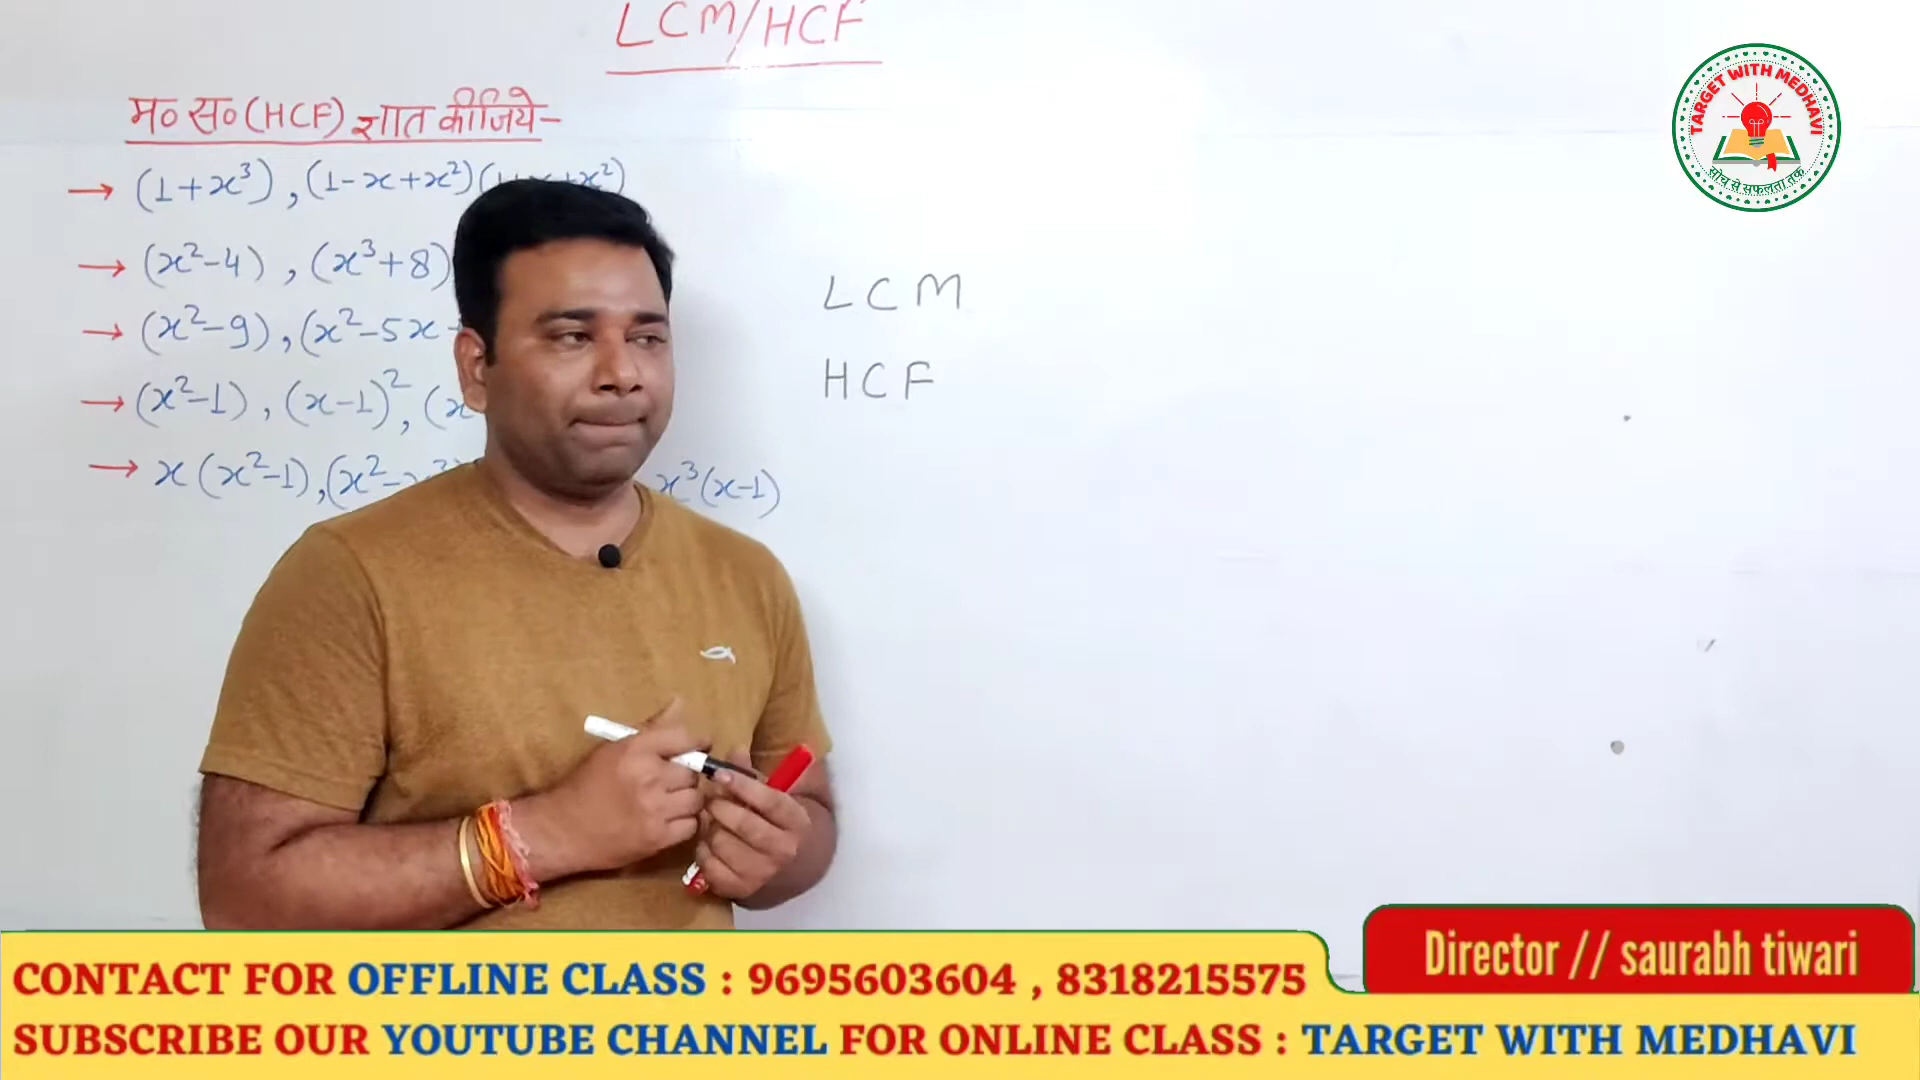 LCM/HCF
म० स० (HCF) ज्ञात कीजिये-
→ (1+x³) , (1-x+x²)(1+x+x²)
→ (x²-4) , (x³+8)
→ (x²-9) , (x²-5x
→ (x²-1) , (x-1)² , (x
→ x(x²-1) , (x² x³(x-1)
LCM
HCF
TARGET WITH MEDHAVI
सोच से सफलता तक
Director // saurabh tiwari
CONTACT FOR OFFLINE CLASS : 9695603604 , 8318215575
SUBSCRIBE OUR YOUTUBE CHANNEL FOR ONLINE CLASS : TARGET WITH MEDHAVI